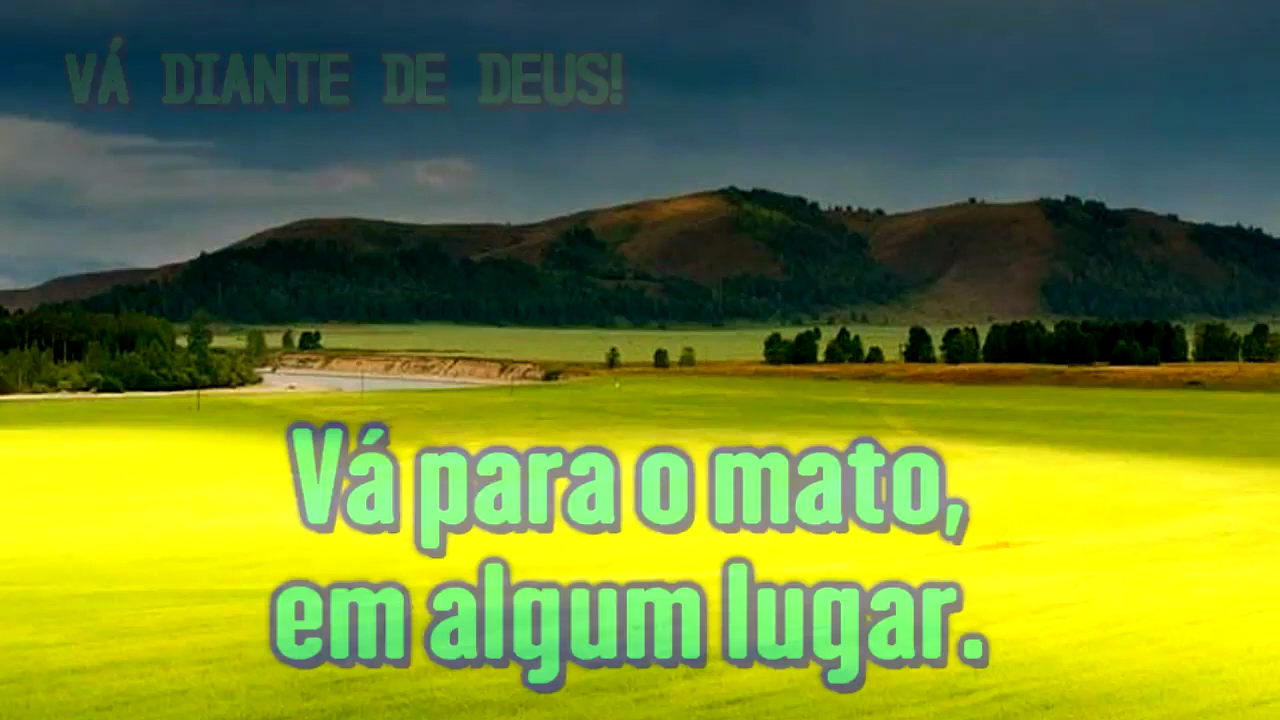 VÁ DIANTE DE DEUS!
Vá para o mato,
em algum lugar.